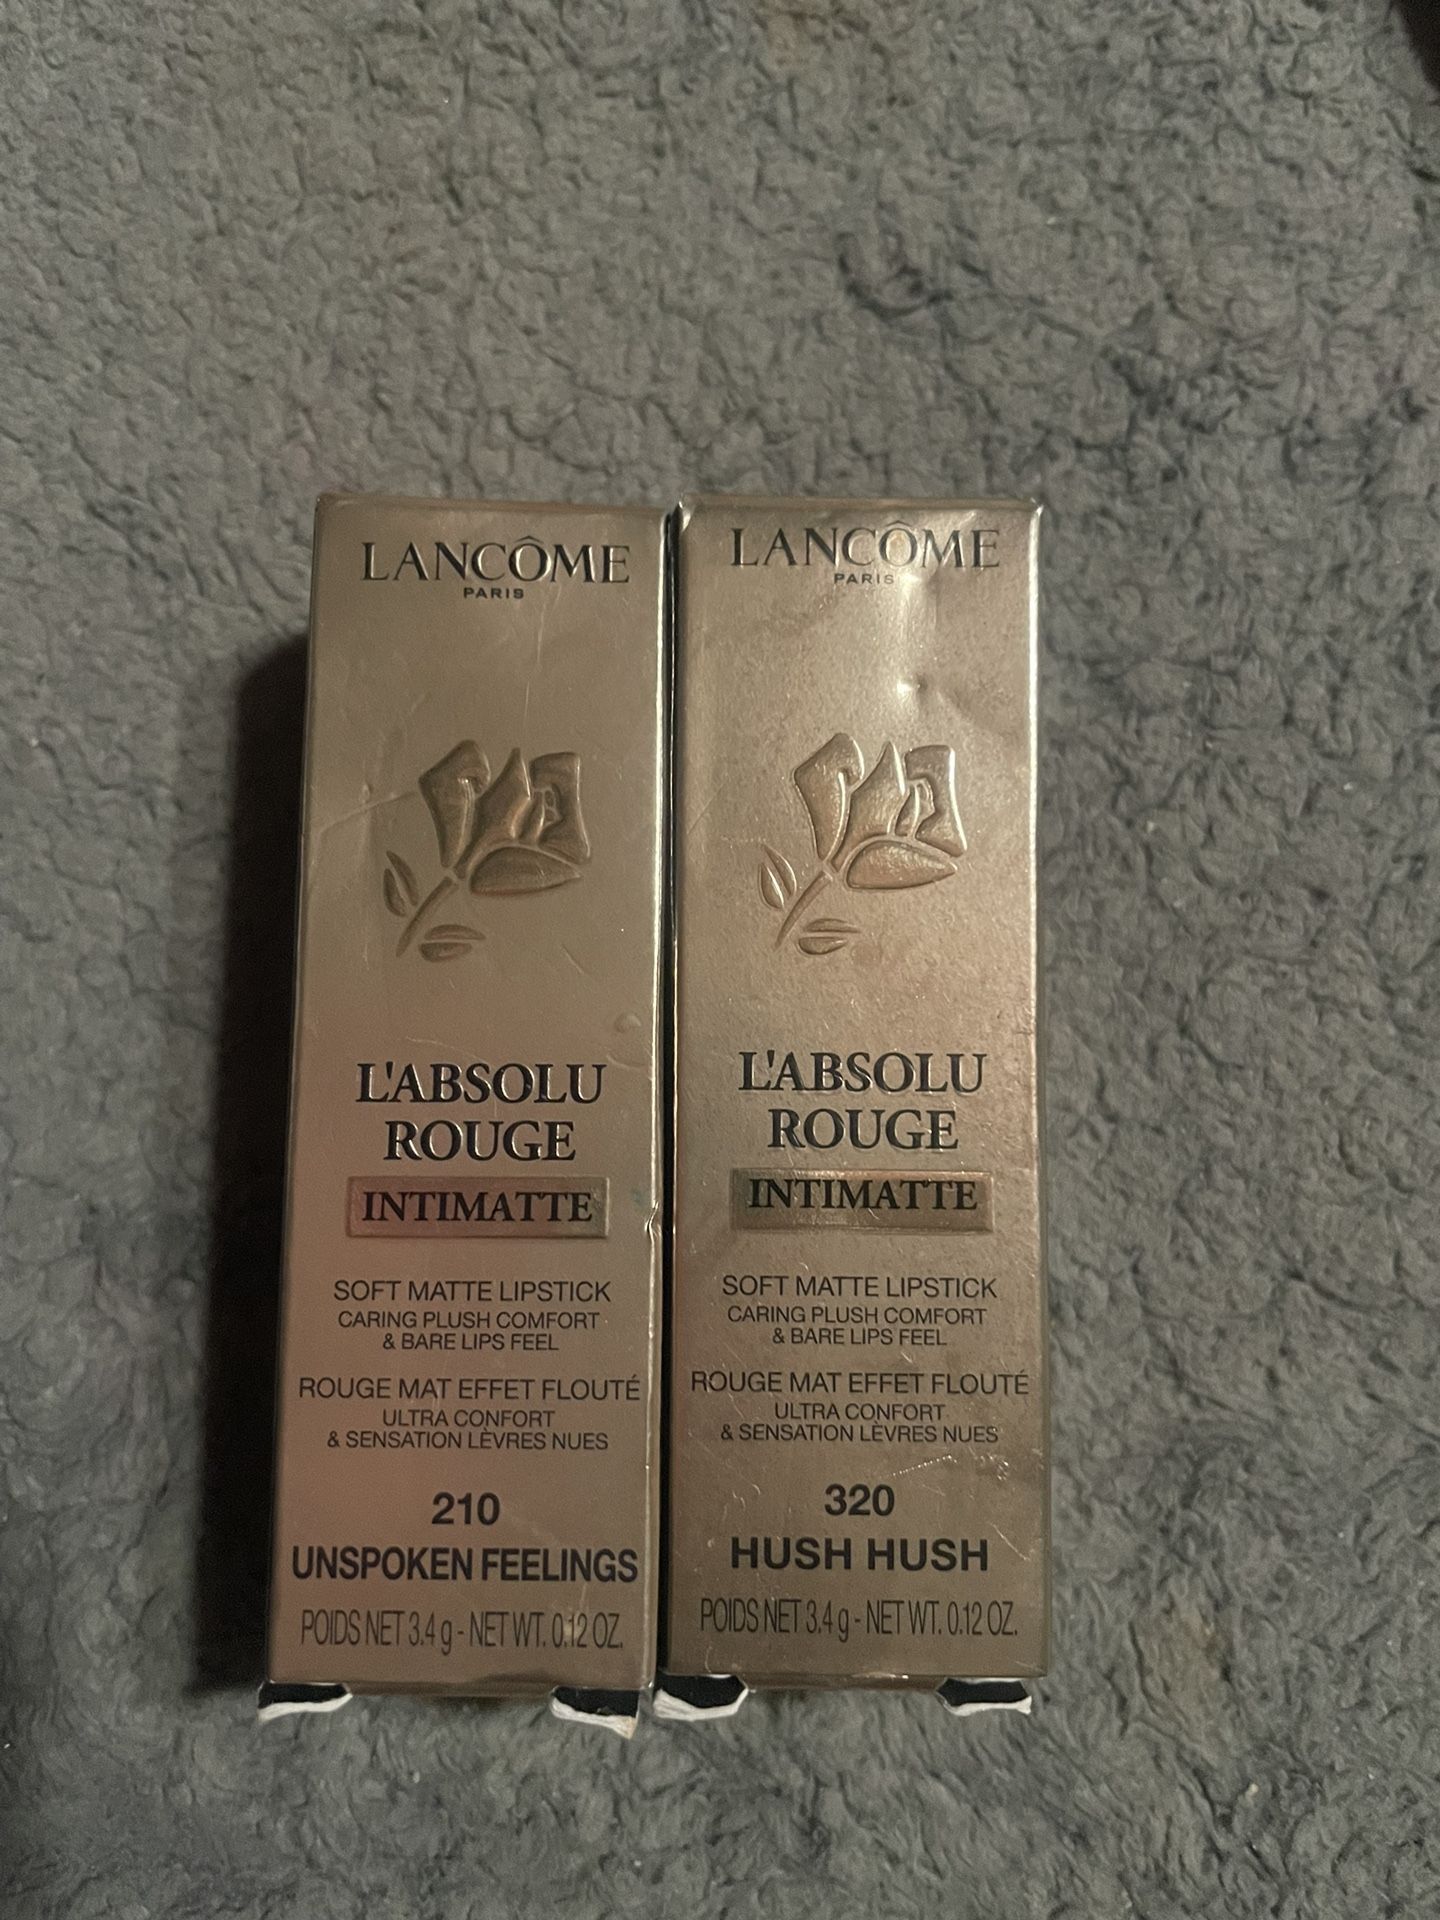 LANCÔME
PARIS
L'ABSOLU
ROUGE
INTIMATTE
SOFT MATTE LIPSTICK
CARING PLUSH COMFORT
& BARE LIPS FEEL
ROUGE MAT EFFET FLOUTÉ
ULTRA CONFORT
& SENSATION LÈVRES NUES
210
UNSPOKEN FEELINGS
POIDS NET 3.4 g - NET WT. 0.12 OZ.
LANCÔME
PARIS
L'ABSOLU
ROUGE
INTIMATTE
SOFT MATTE LIPSTICK
CARING PLUSH COMFORT
& BARE LIPS FEEL
ROUGE MAT EFFET FLOUTÉ
ULTRA CONFORT
& SENSATION LÈVRES NUES
320
HUSH HUSH
POIDS NET 3.4 g - NET WT. 0.12 OZ.